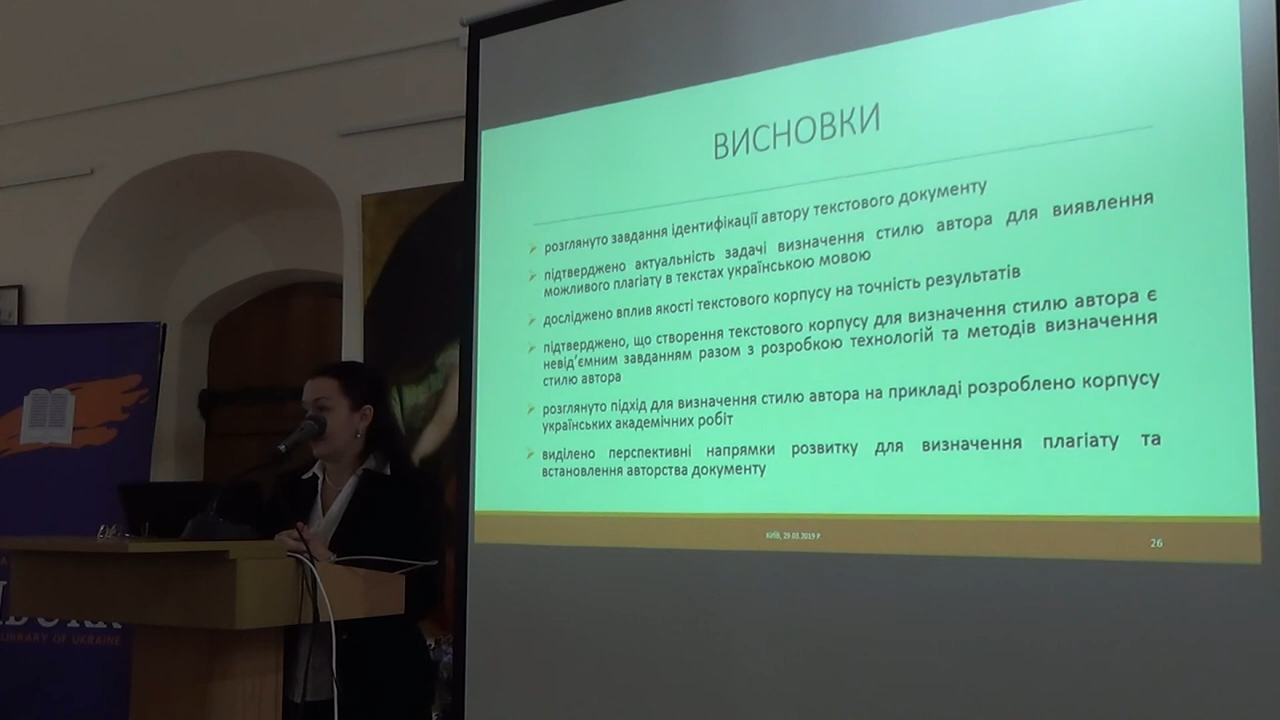 ВИСНОВКИ
розглянуто завдання ідентифікації автору текстового документу
підтверджено актуальність задачі визначення стилю автора для виявлення
можливого плагіату в текстах українською мовою
досліджено вплив якості текстового корпусу на точність результатів
підтверджено, що створення текстового корпусу для визначення стилю автора є
невід’ємним завданням разом з розробкою технологій та методів визначення
стилю автора
розглянуто підхід для визначення стилю автора на прикладі розроблено корпусу
українських академічних робіт
виділено перспективні напрямки розвитку для визначення плагіату та
встановлення авторства документу
Київ, 29.03.2019 Р.
26
LIBRARY OF UKRAINE